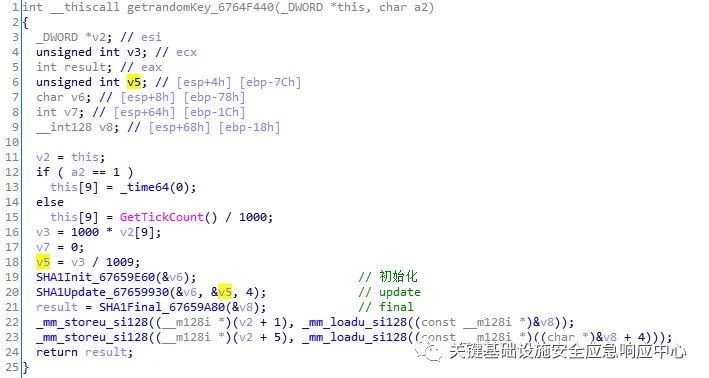 1 int __thiscall getrandomKey_6764F440(_DWORD *this, char a2)
2 {
3   _DWORD *v2; // esi
4   unsigned int v3; // ecx
5   int result; // eax
6   unsigned int v5; // [esp+4h] [ebp-7Ch]
7   char v6; // [esp+8h] [ebp-78h]
8   int v7; // [esp+64h] [ebp-1Ch]
9   __int128 v8; // [esp+68h] [ebp-18h]
10
11   v2 = this;
12   if ( a2 == 1 )
13     this[9] = _time64(0);
14   else
15     this[9] = GetTickCount() / 1000;
16   v3 = 1000 * v2[9];
17   v7 = 0;
18   v5 = v3 / 1009;
19   SHA1Init_67659E60(&v6); // 初始化
20   SHA1Update_67659930(&v6, &v5, 4); // update
21   result = SHA1Final_67659A80(&v8); // final
22   _mm_storeu_si128((__m128i *)(v2 + 1), _mm_loadu_si128((const __m128i *)&v8));
23   _mm_storeu_si128((__m128i *)(v2 + 5), _mm_loadu_si128((const __m128i *)((char *)&v8 + 4)));
24   return result;
25 }
关键基础设施安全应急响应中心